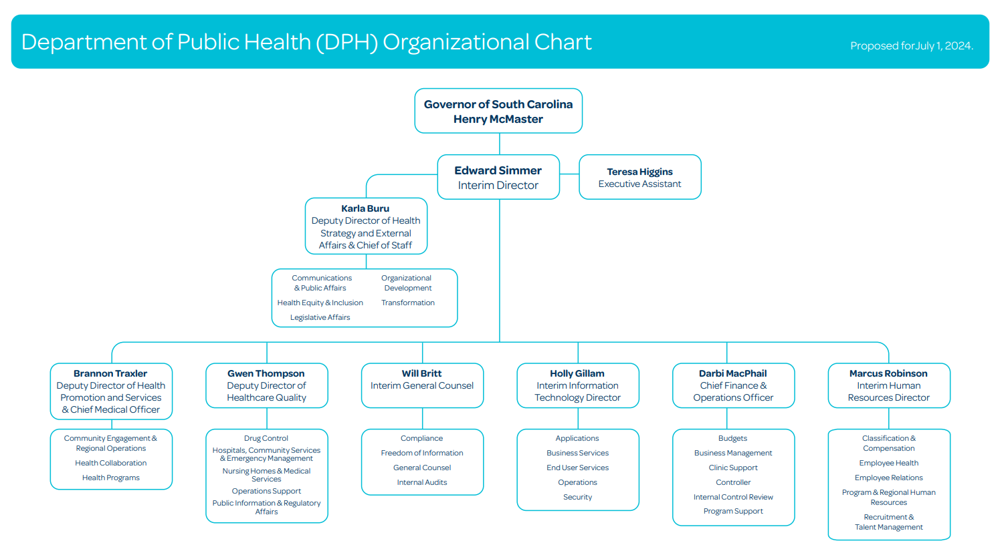 Department of Public Health (DPH) Organizational Chart
Proposed forJuly 1, 2024.
Governor of South Carolina
Henry McMaster
Edward Simmer
Interim Director
Teresa Higgins
Executive Assistant
Karla Buru
Deputy Director of Health
Strategy and External
Affairs & Chief of Staff
Communications
& Public Affairs
Health Equity & Inclusion
Legislative Affairs
Organizational
Development
Transformation
Brannon Traxler
Deputy Director of Health
Promotion and Services
& Chief Medical Officer
Community Engagement &
Regional Operations
Health Collaboration
Health Programs
Gwen Thompson
Deputy Director of
Healthcare Quality
Drug Control
Hospitals, Community Services
& Emergency Management
Nursing Homes & Medical
Services
Operations Support
Public Information & Regulatory
Affairs
Will Britt
Interim General Counsel
Compliance
Freedom of Information
General Counsel
Internal Audits
Holly Gillam
Interim Information
Technology Director
Applications
Business Services
End User Services
Operations
Security
Darbi MacPhail
Chief Finance &
Operations Officer
Budgets
Business Management
Clinic Support
Controller
Internal Control Review
Program Support
Marcus Robinson
Interim Human
Resources Director
Classification &
Compensation
Employee Health
Employee Relations
Program & Regional Human
Resources
Recruitment &
Talent Management